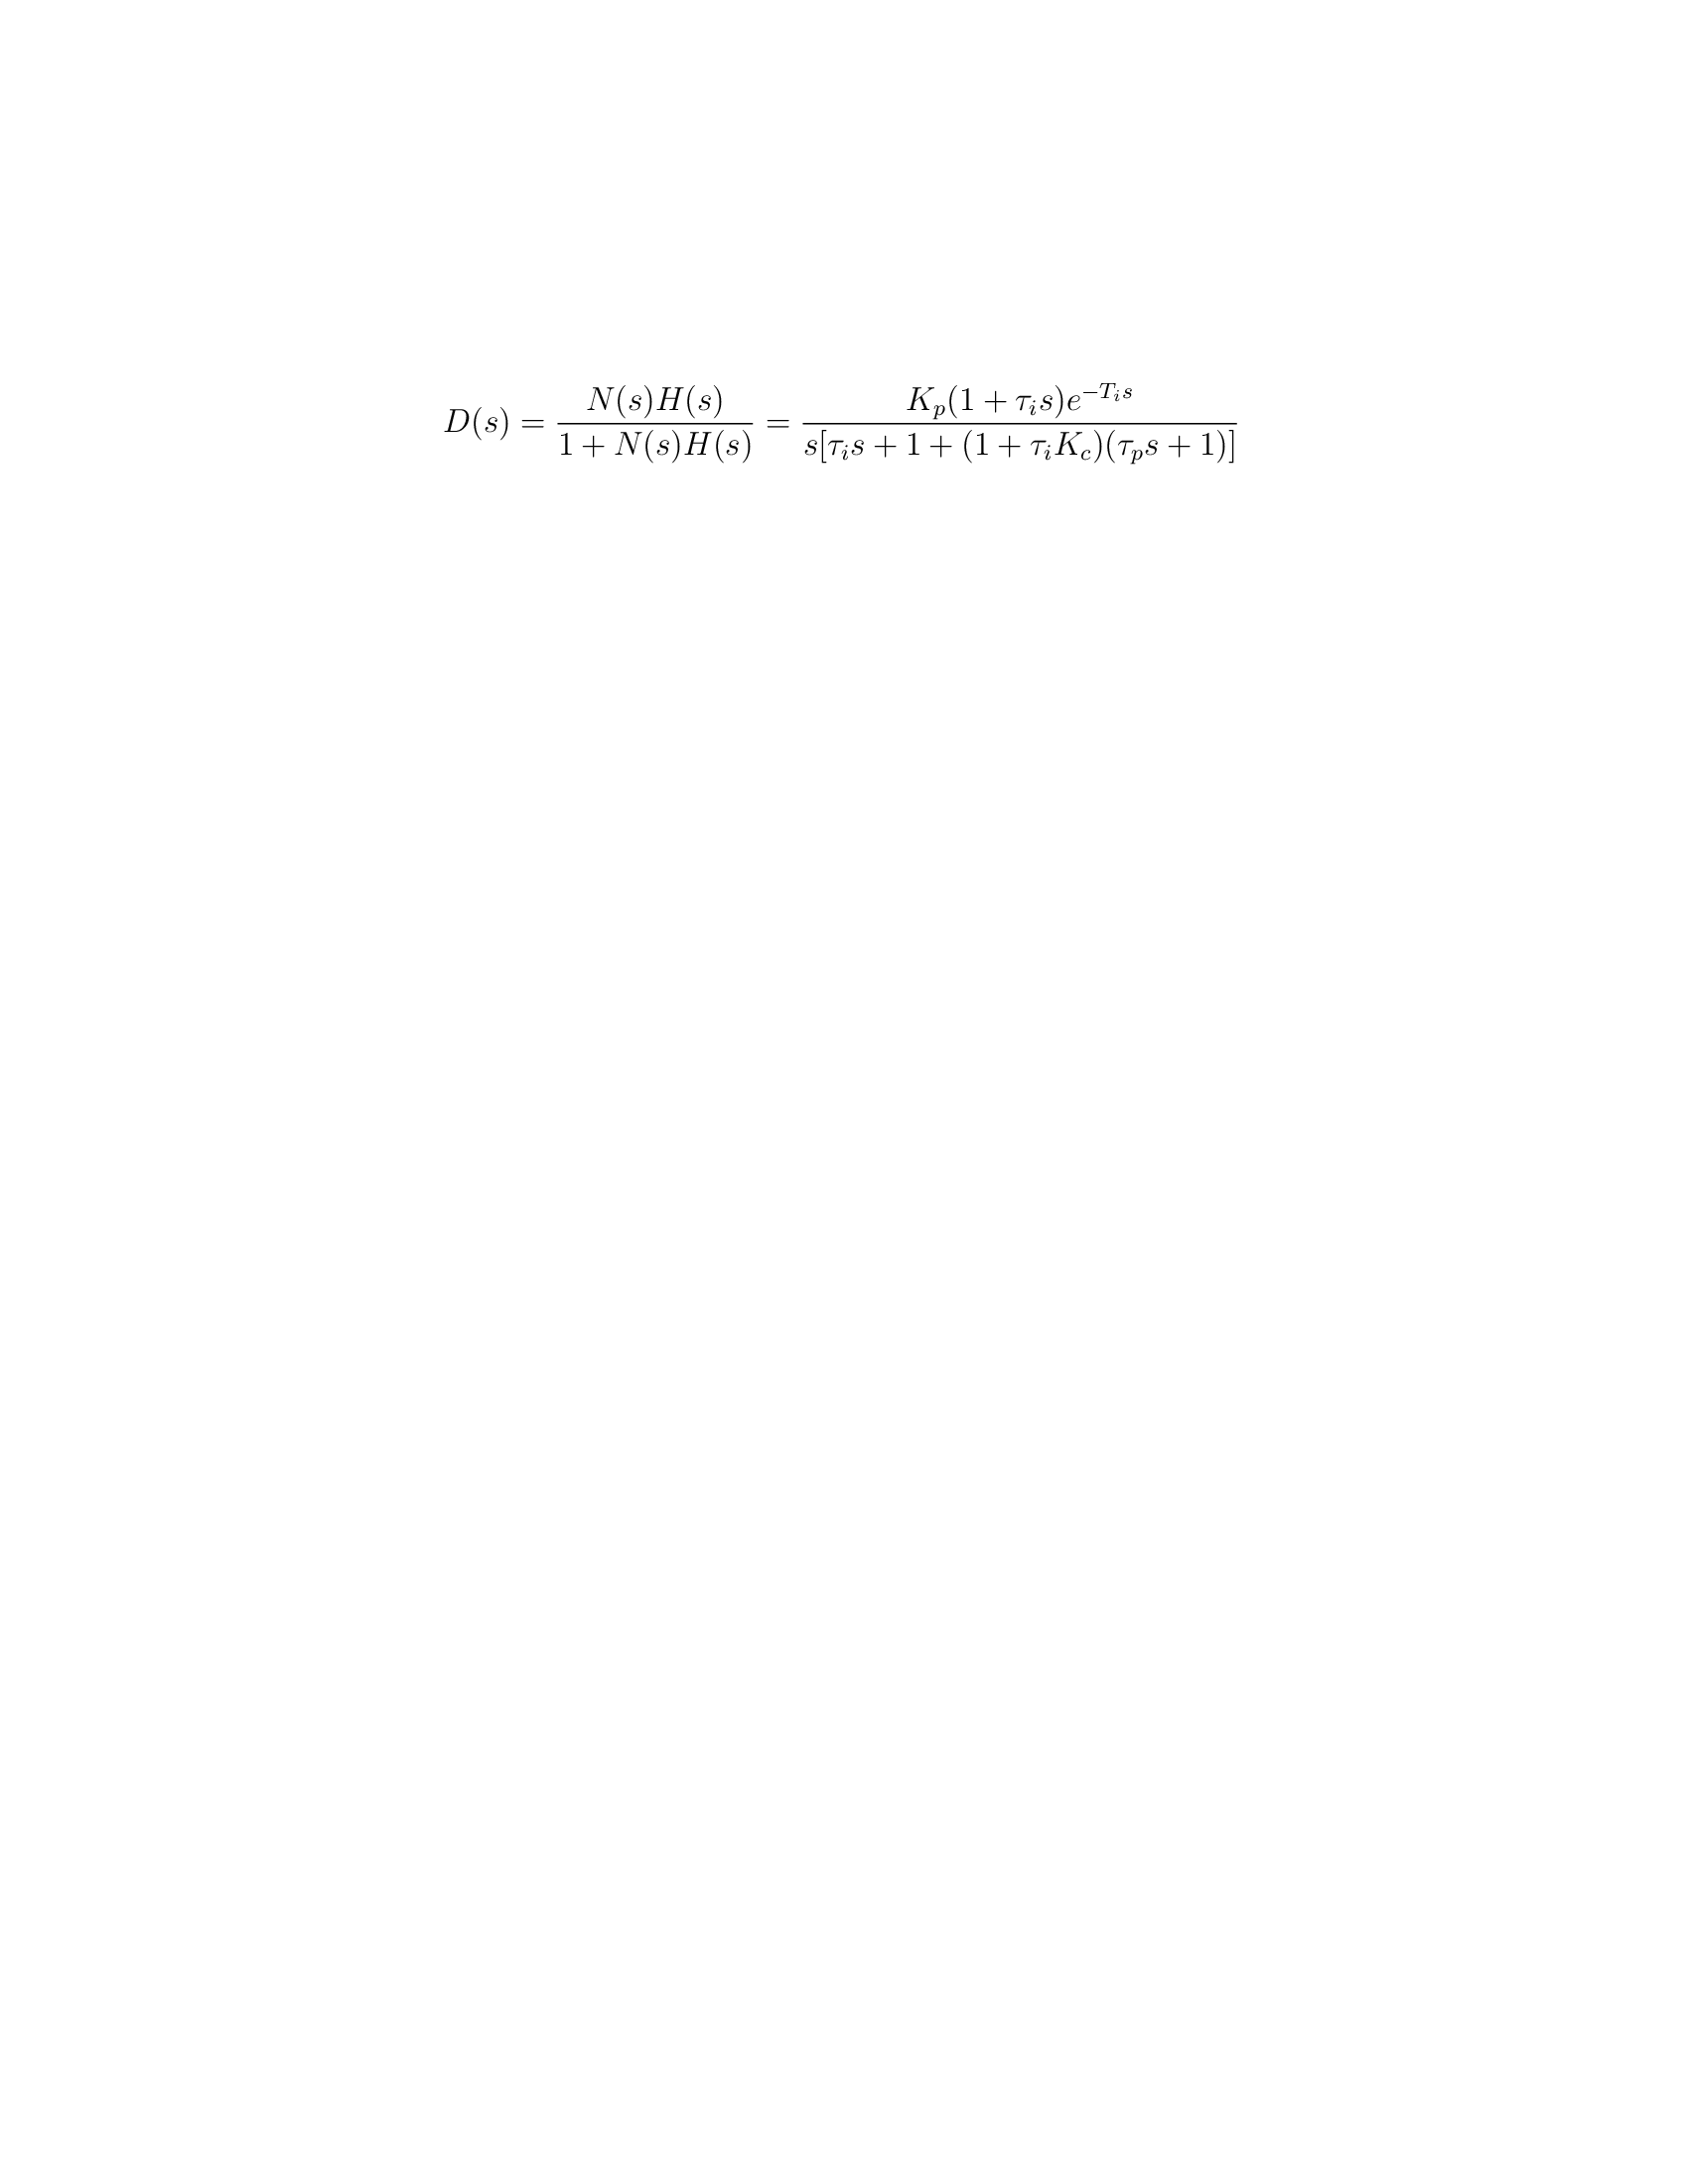 $$D(s) = \frac{N(s)H(s)}{1 + N(s)H(s)} = \frac{K_p(1 + \tau_i s)e^{-T_i s}}{s[\tau_i s + 1 + (1 + \tau_i K_c)(\tau_p s + 1)]}$$